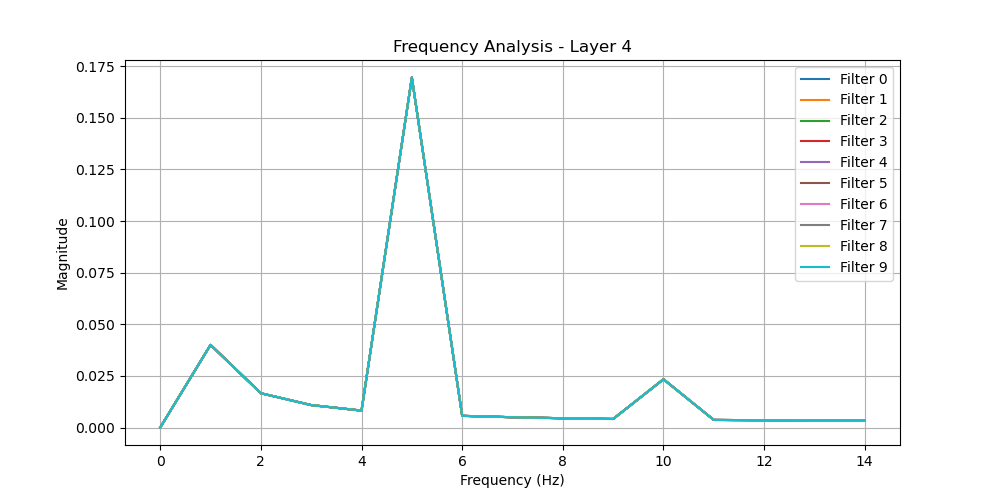 Frequency Analysis - Layer 4
Magnitude
0.175
0.150
0.125
0.100
0.075
0.050
0.025
0.000
Filter 0
Filter 1
Filter 2
Filter 3
Filter 4
Filter 5
Filter 6
Filter 7
Filter 8
Filter 9
0 2 4 6 8 10 12 14
Frequency (Hz)